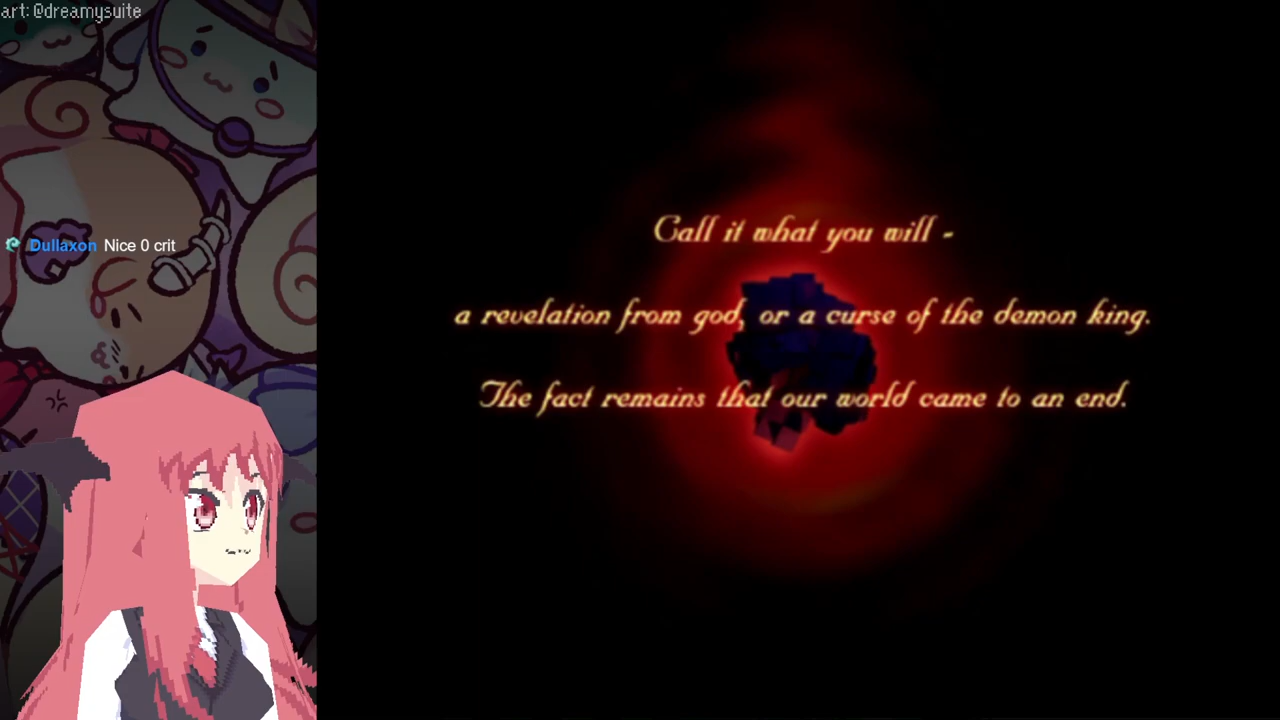 art: @dreamysuite
Dullaxon Nice 0 crit
Call it what you will -
a revelation from god, or a curse of the demon king.
The fact remains that our world came to an end.